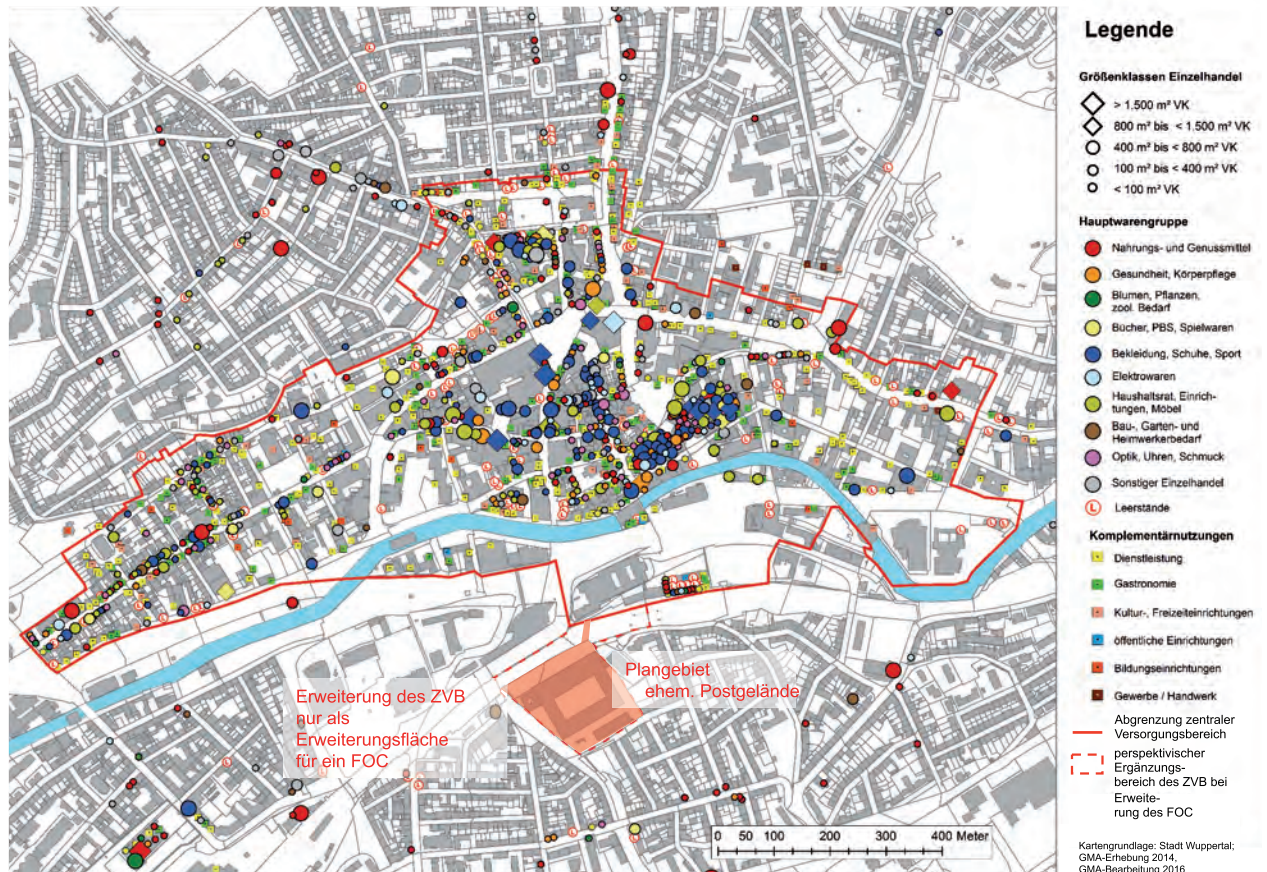 Legende
Größenklassen Einzelhandel
> 1.500 m² VK
800 m² bis < 1.500 m² VK
400 m² bis < 800 m² VK
100 m² bis < 400 m² VK
< 100 m² VK
Hauptwarengruppe
Nahrungs- und Genussmittel
Gesundheit, Körperpflege
Blumen, Pflanzen,
zool. Bedarf
Bücher, PBS, Spielwaren
Bekleidung, Schuhe, Sport
Elektrowaren
Haushaltsrat, Einrich-
tungen, Möbel
Bau-, Garten- und
Heimwerkerbedarf
Optik, Uhren, Schmuck
Sonstiger Einzelhandel
L Leerstände
Komplementärnutzungen
Dienstleistung
Gastronomie
Kultur-, Freizeiteinrichtungen
öffentliche Einrichtungen
Bildungseinrichtungen
Gewerbe / Handwerk
Abgrenzung zentraler
Versorgungsbereich
perspektivischer
Ergänzungs-
bereich des ZVB bei
Erweite-
rung des FOC
Kartengrundlage: Stadt Wuppertal;
GMA-Erhebung 2014,
GMA-Bearbeitung 2016
Plangebiet
ehem. Postgelände
Erweiterung des ZVB
nur als
Erweiterungsfläche
für ein FOC
0 50 100 200 300 400 Meter